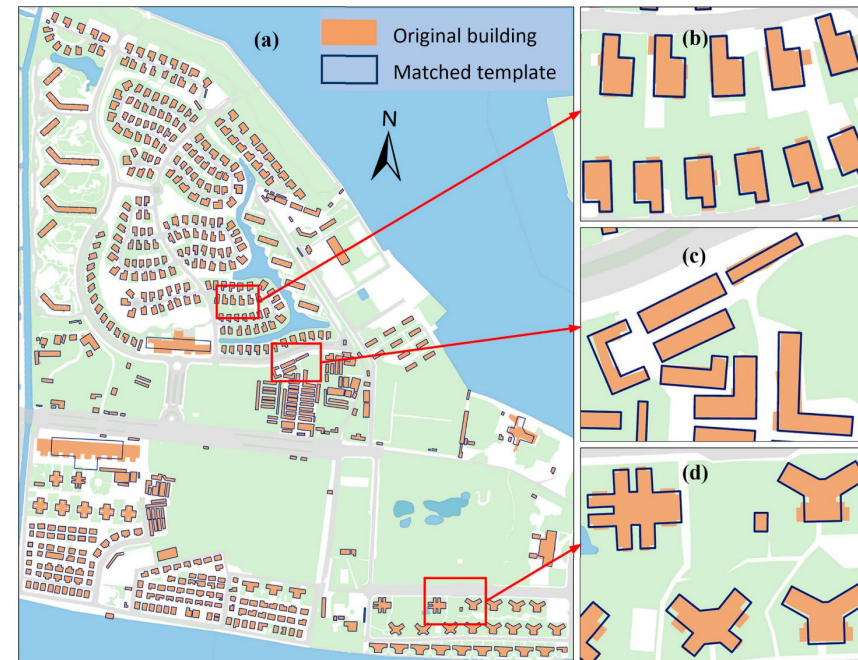 (a)
Original building
Matched template
N
(b)
(c)
(d)